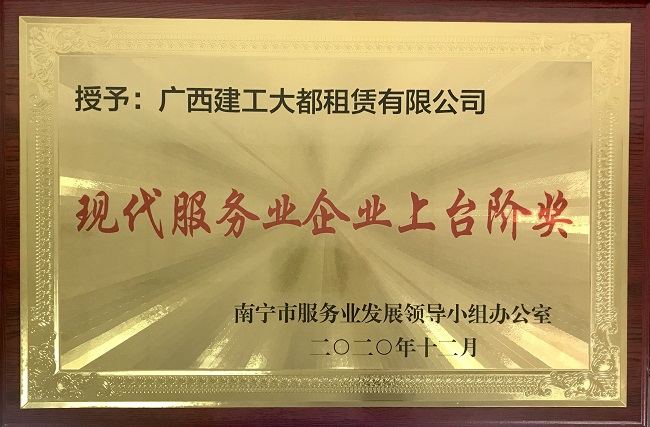 授予：广西建工大都租赁有限公司
现代服务业企业上台阶奖
南宁市服务业发展领导小组办公室
二〇二〇年十二月